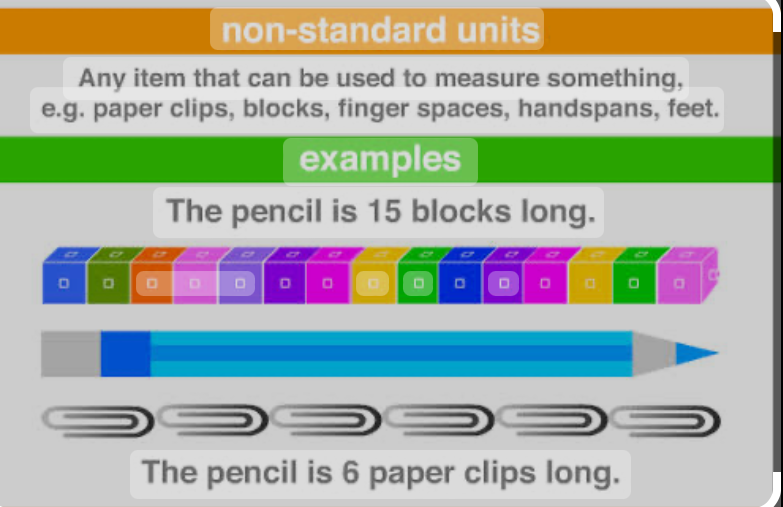 non-standard units
Any item that can be used to measure something,
e.g. paper clips, blocks, finger spaces, handspans, feet.
examples
The pencil is 15 blocks long.
The pencil is 6 paper clips long.